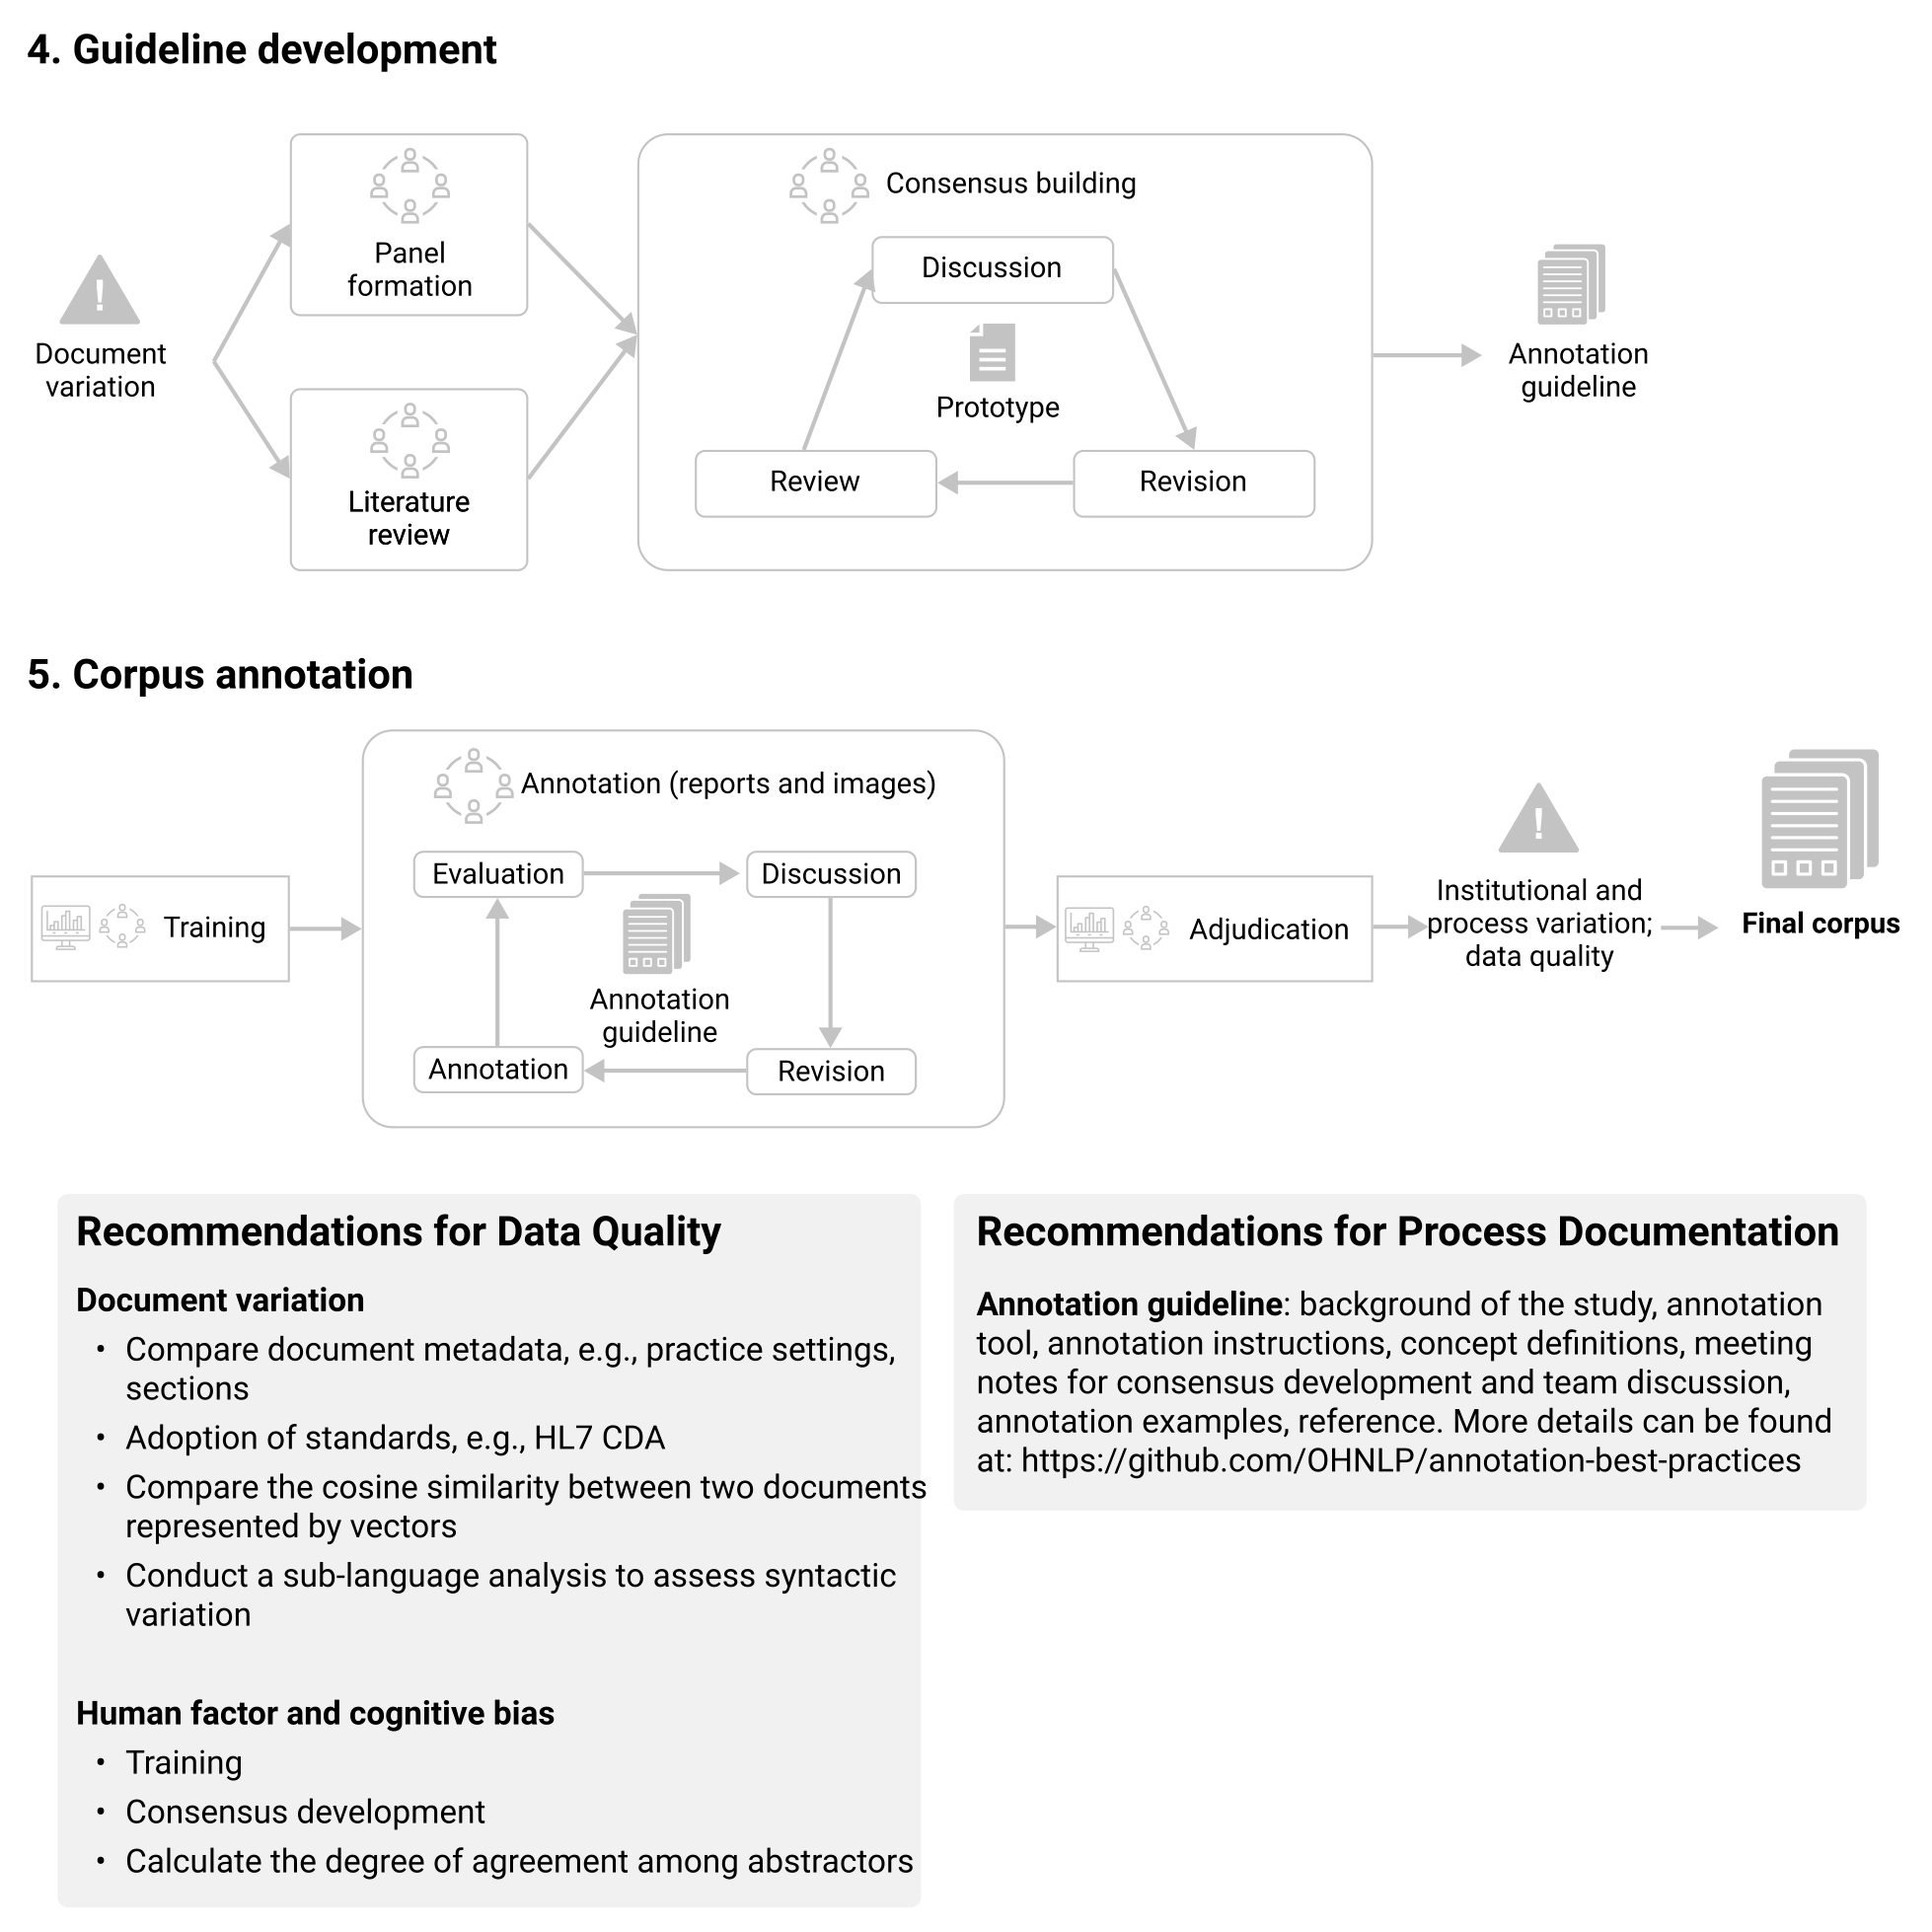 4. Guideline development
Document
variation
Panel
formation
Literature
review
Consensus building
Discussion
Prototype
Review
Revision
Annotation
guideline
5. Corpus annotation
Training
Annotation (reports and images)
Evaluation
Discussion
Annotation
guideline
Annotation
Revision
Adjudication
Institutional and
process variation;
data quality
Final corpus
Recommendations for Data Quality
Document variation
• Compare document metadata, e.g., practice settings,
sections
• Adoption of standards, e.g., HL7 CDA
• Compare the cosine similarity between two documents
represented by vectors
• Conduct a sub-language analysis to assess syntactic
variation
Human factor and cognitive bias
• Training
• Consensus development
• Calculate the degree of agreement among abstractors
Recommendations for Process Documentation
Annotation guideline: background of the study, annotation
tool, annotation instructions, concept definitions, meeting
notes for consensus development and team discussion,
annotation examples, reference. More details can be found
at: https://github.com/OHNLP/annotation-best-practices